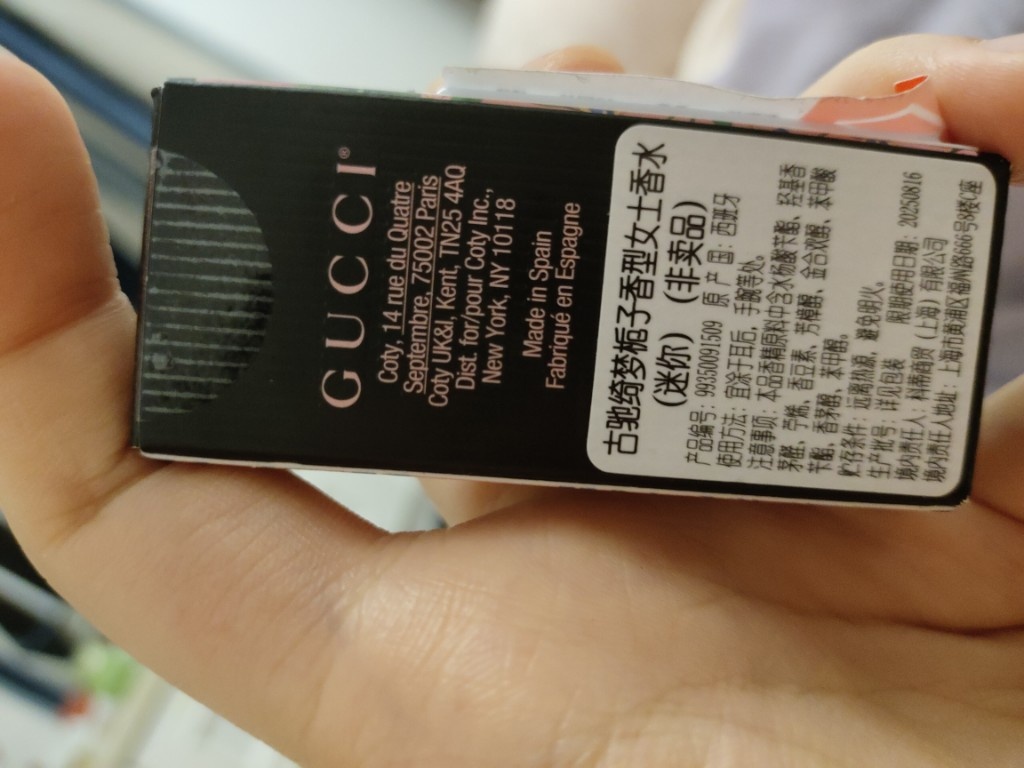 GUCCI®
Coty, 14 rue du Quatre
Septembre, 75002 Paris
Coty UK&I, Kent, TN25 4AQ
Dist. for/pour Coty Inc.,
New York, NY 10118
Made in Spain
Fabriqué en Espagne
古驰绮梦栀子香型女士香水
(迷你) (非卖品)
产品编号: 99350091509 原 产 国: 西班牙
使用方法: 宜涂于耳后, 手腕等处。
注意事项: 本品香精原料中含水杨酸苄酯、羟基香
茅醛、苧烯、香豆素、芳樟醇、金合欢醇、苯甲酸
苄酯、香茅醇、苯甲醇。
贮存条件: 远离热源, 避免明火。
生产批号: 详见包装 限期使用日期: 20250816
境内责任人: 科蒂商贸 (上海) 有限公司
境内责任人地址: 上海市黄浦区福州路666号8楼C座